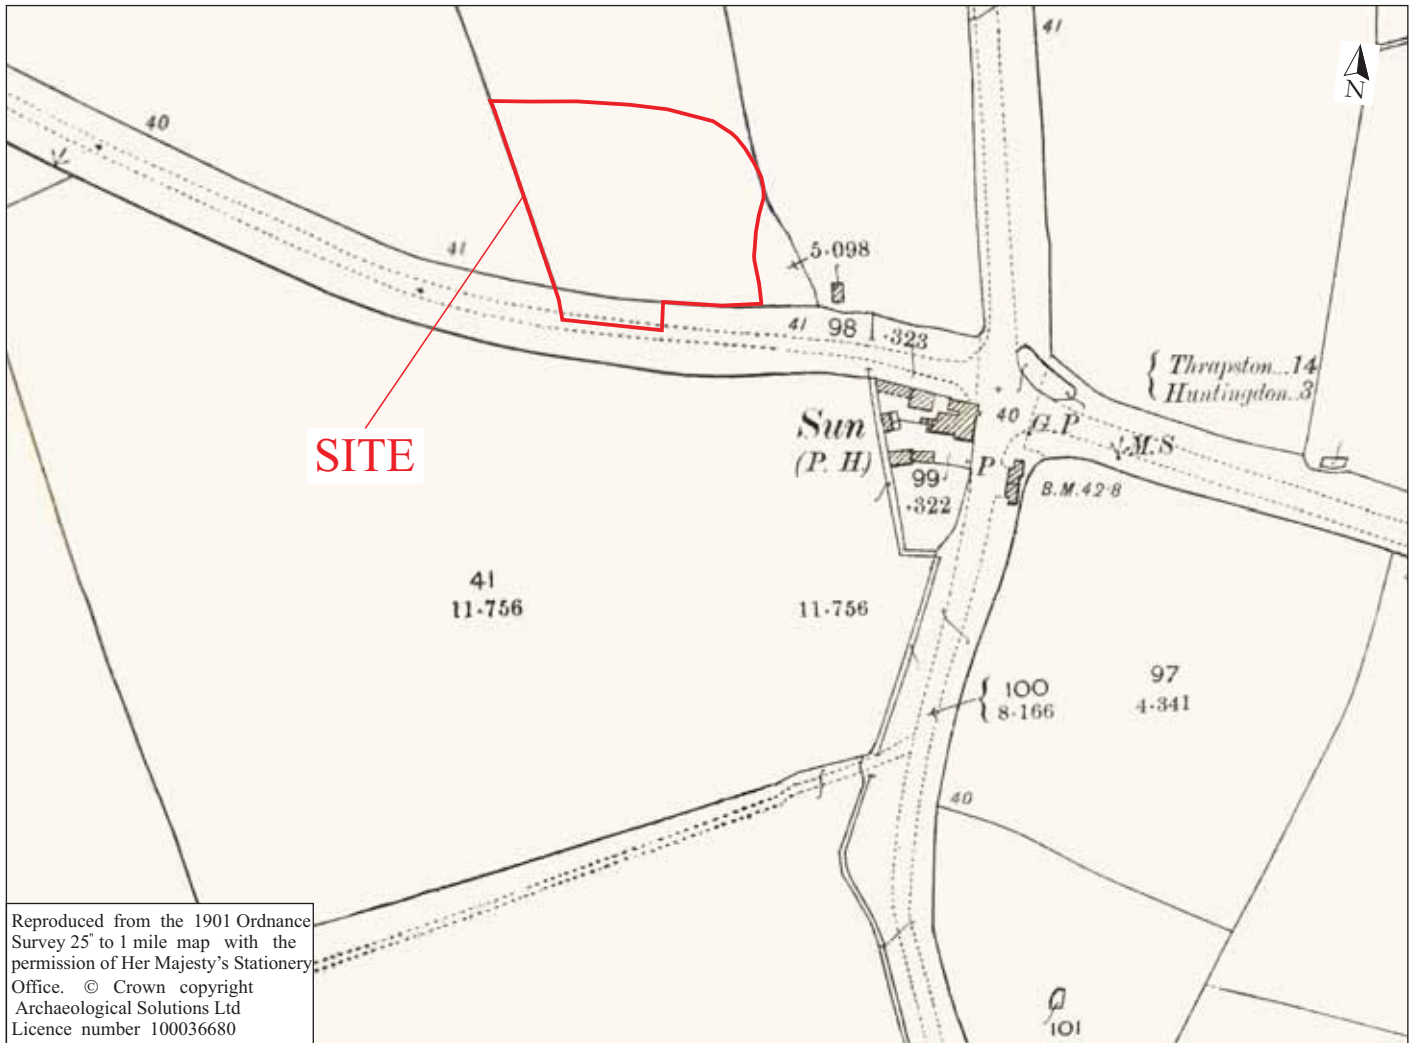 41
N
40
41
5·098
41
98
·323
{ Thrapston...14
{ Huntingdon..3
40
G.P
Sun
(P. H)
M.S
SITE
P
99
·322
B.M.42·8
41
11·756
11·756
97
4·341
{ 100
{ 8·166
40
101
Reproduced from the 1901 Ordnance
Survey 25" to 1 mile map with the
permission of Her Majesty's Stationery
Office. © Crown copyright
Archaeological Solutions Ltd
Licence number 100036680